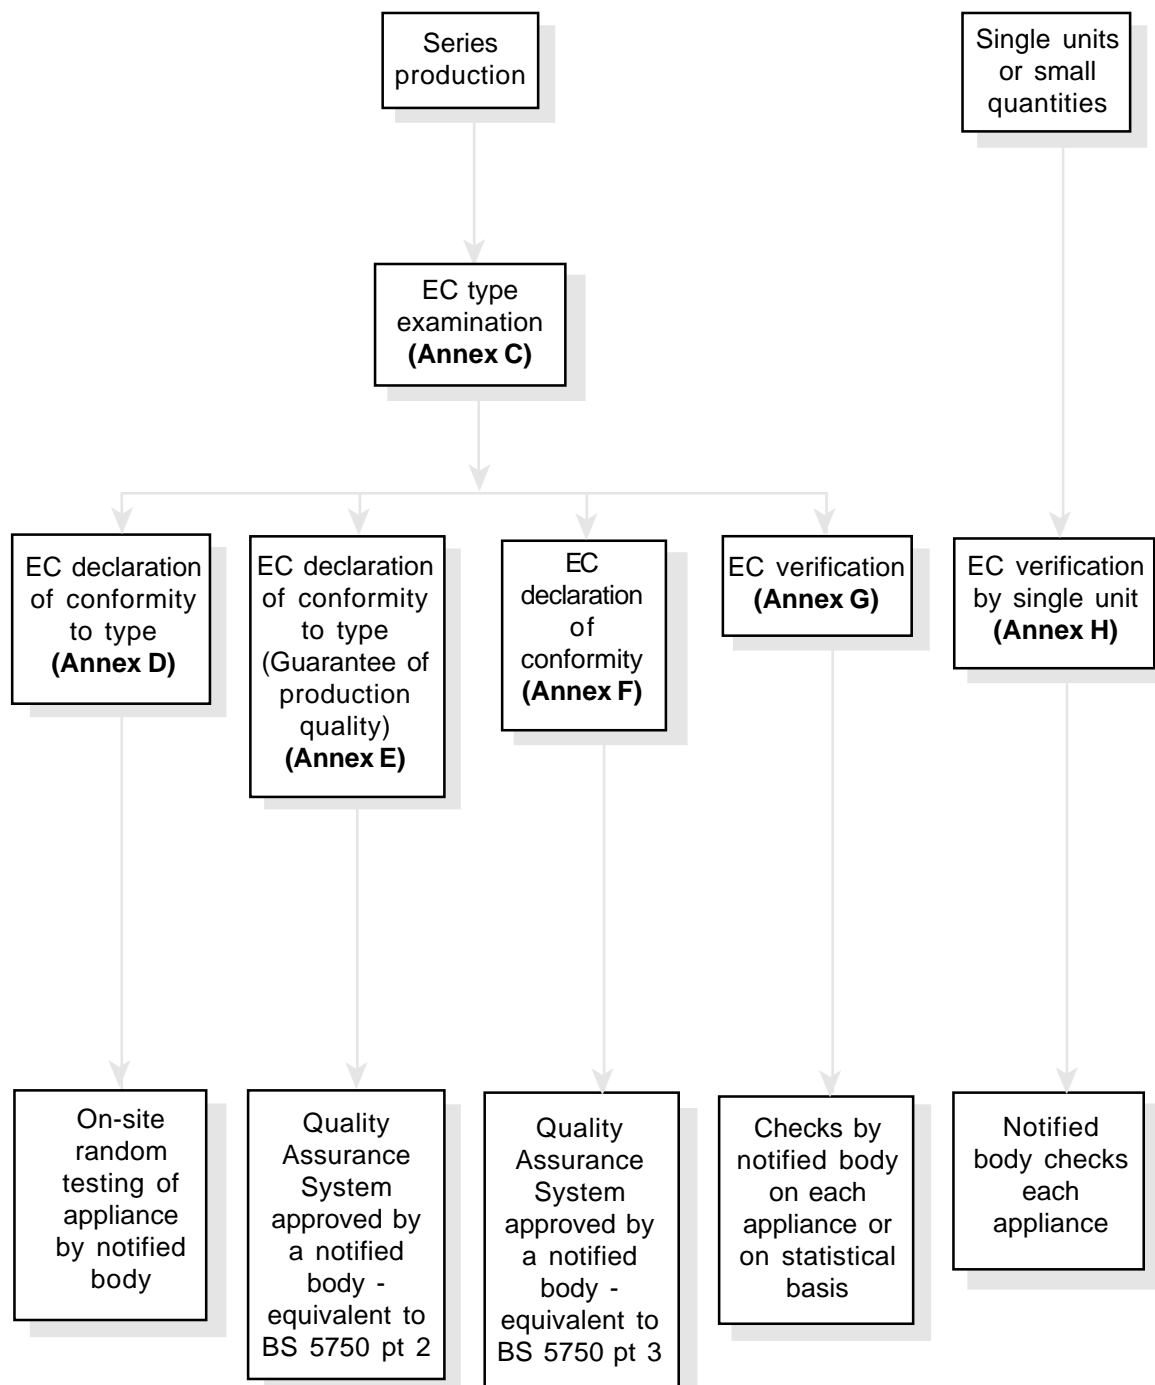 Series
production
Single units
or small
quantities
EC type
examination
(Annex C)
EC declaration
of conformity
to type
(Annex D)
EC declaration
of conformity
to type
(Guarantee of
production
quality)
(Annex E)
EC
declaration
of
conformity
(Annex F)
EC verification
(Annex G)
EC verification
by single unit
(Annex H)
On-site
random
testing of
appliance
by notified
body
Quality
Assurance
System
approved by
a notified
body -
equivalent to
BS 5750 pt 2
Quality
Assurance
System
approved by
a notified
body -
equivalent to
BS 5750 pt 3
Checks by
notified body
on each
appliance or
on statistical
basis
Notified
body checks
each
appliance